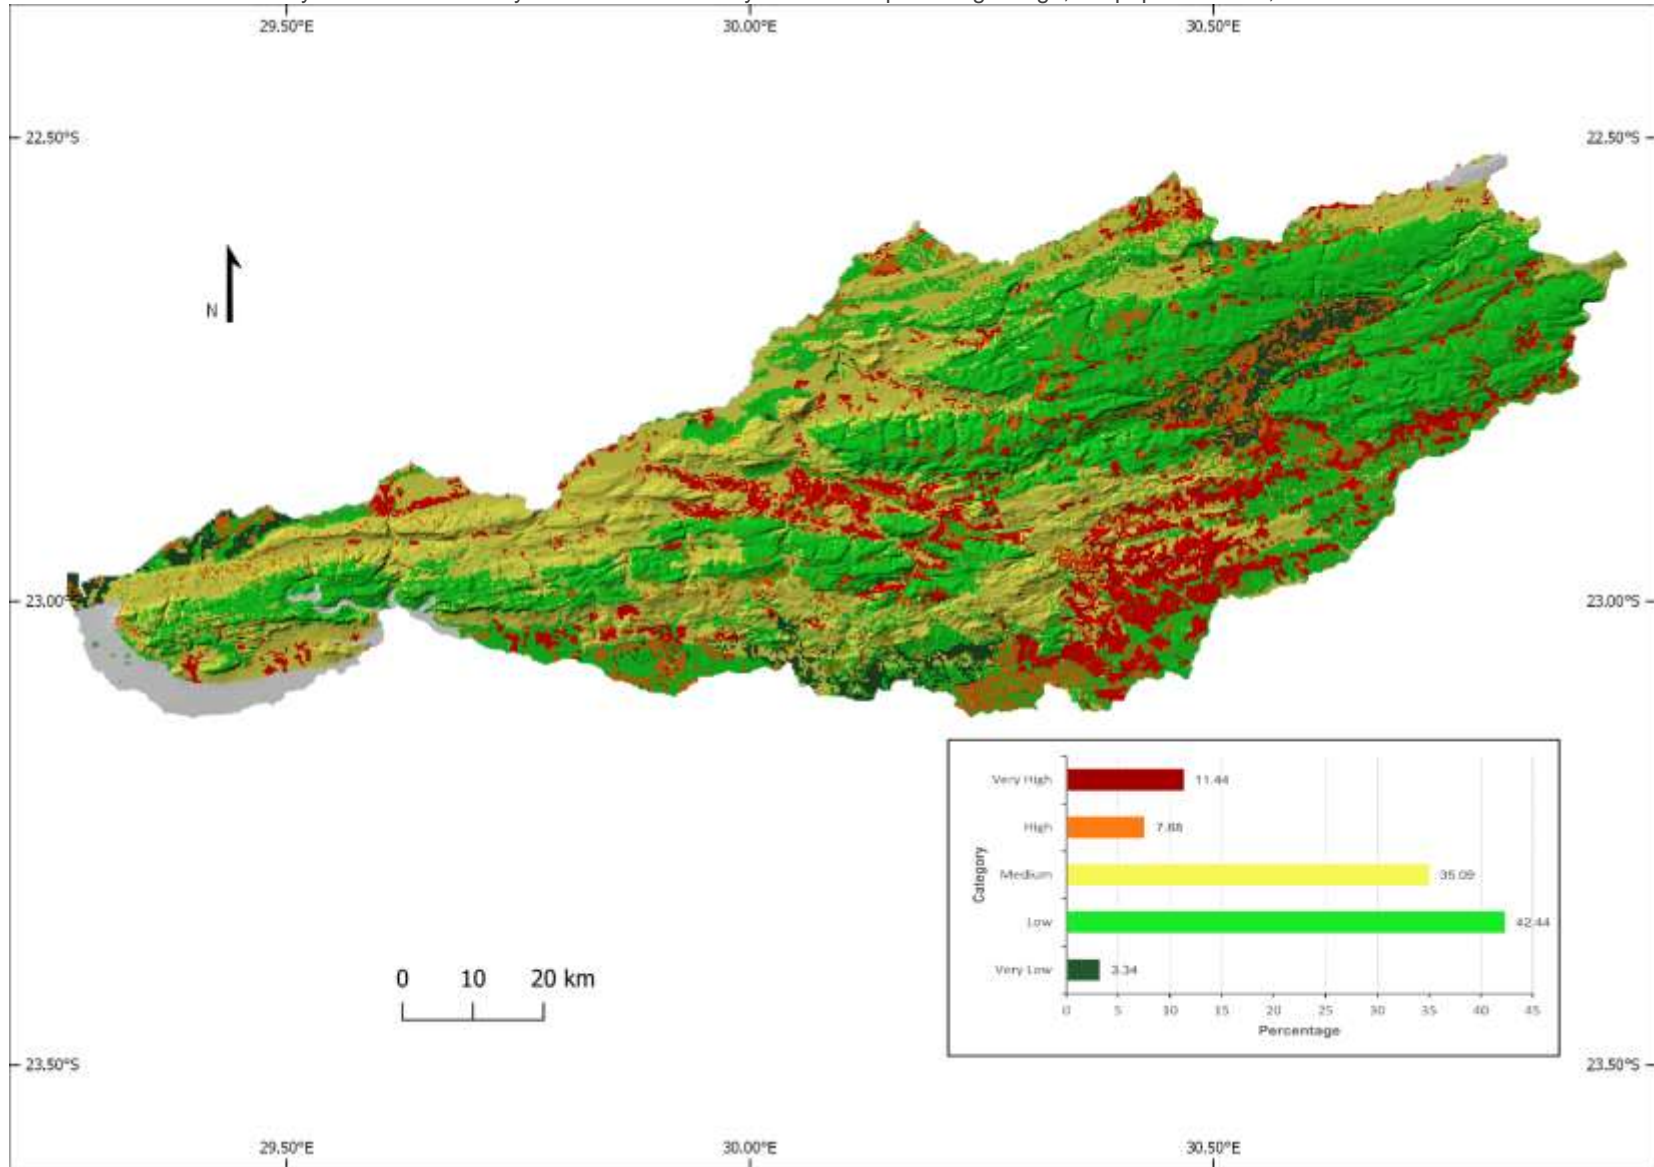 29.50°E 30.00°E 30.50°E
22.50°S 22.50°S
N
23.00°S 23.00°S
Very High 11.44
High
Medium 35.09
Low 42.44
Very Low 3.34
Category
0 5 10 15 20 25 30 35 40 45
Percentage
0 10 20 km
23.50°S 23.50°S
29.50°E 30.00°E 30.50°E